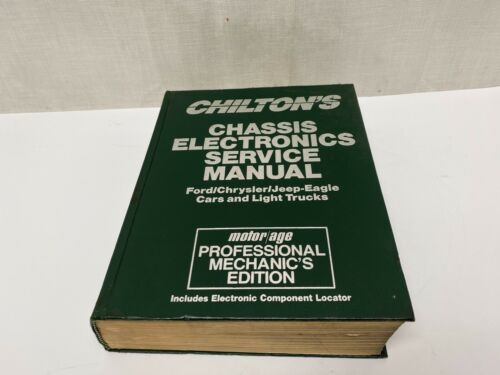 CHILTON'S
CHASSIS
ELECTRONICS
SERVICE
MANUAL
Ford/Chrysler/Jeep-Eagle
Cars and Light Trucks
motor/age
PROFESSIONAL
MECHANIC'S
EDITION
Includes Electronic Component Locator